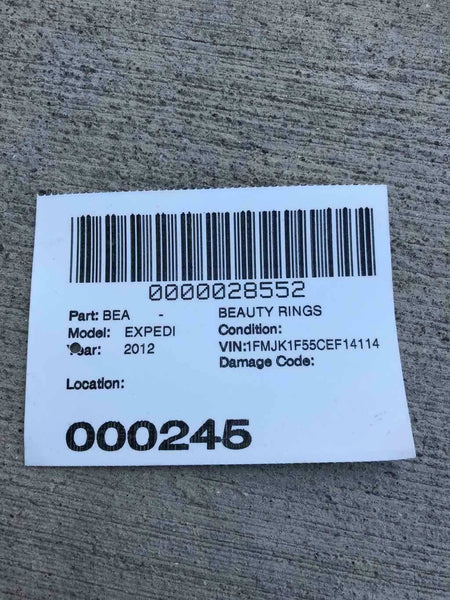 0000028552
Part: BEA - BEAUTY RINGS
Model: EXPEDI Condition:
Year: 2012 VIN:1FMJK1F55CEF14114
Damage Code:
Location:
000245